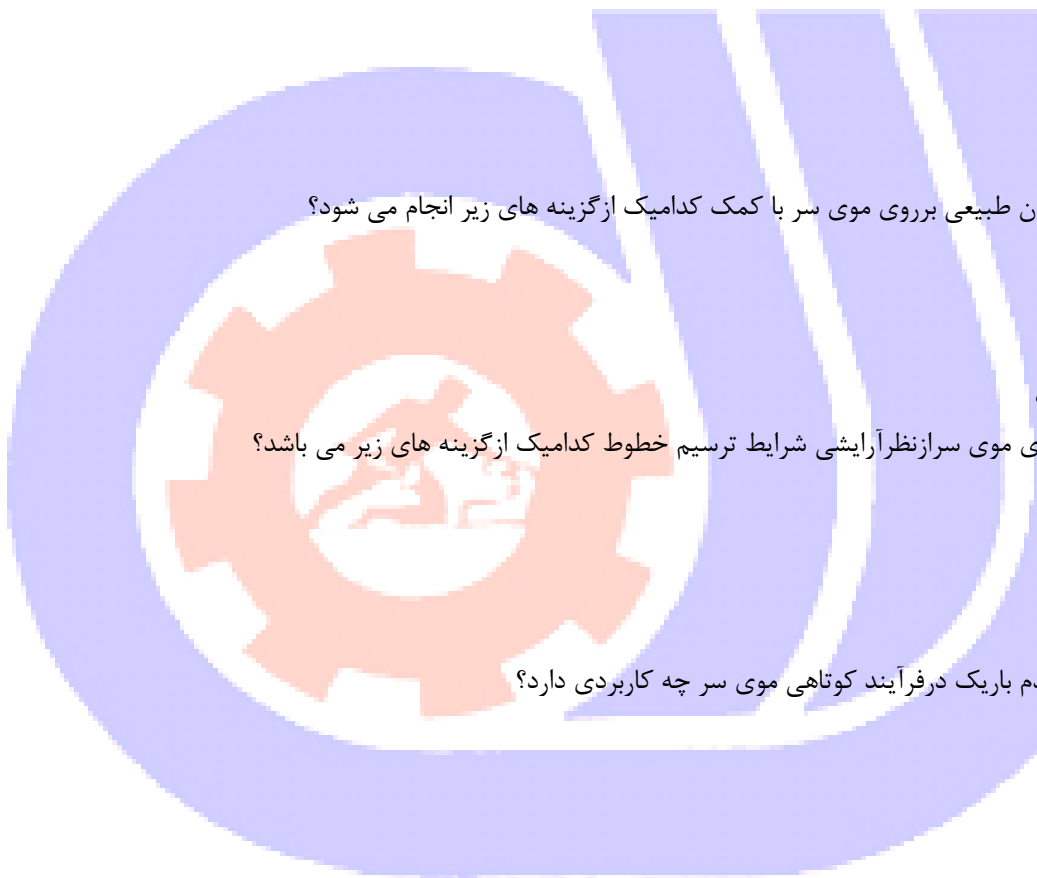 ن طبیعی برروی موی سر با کمک کدامیک ازگزینه های زیر انجام می شود؟
ی موی سرازنظرآرایشی شرایط ترسیم خطوط کدامیک ازگزینه های زیر می باشد؟
دم باریک درفرآیند کوتاهی موی سر چه کاربردی دارد؟